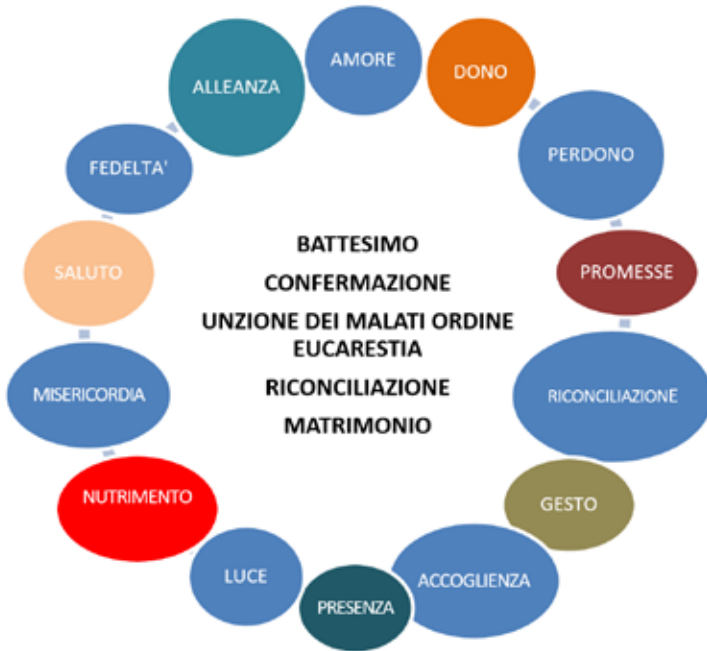 AMORE
DONO
PERDONO
PROMESSE
RICONCILIAZIONE
GESTO
ACCOGLIENZA
PRESENZA
LUCE
NUTRIMENTO
MISERICORDIA
SALUTO
FEDELTA'
ALLEANZA
BATTESIMO
CONFERMAZIONE
UNZIONE DEI MALATI ORDINE
EUCARESTIA
RICONCILIAZIONE
MATRIMONIO